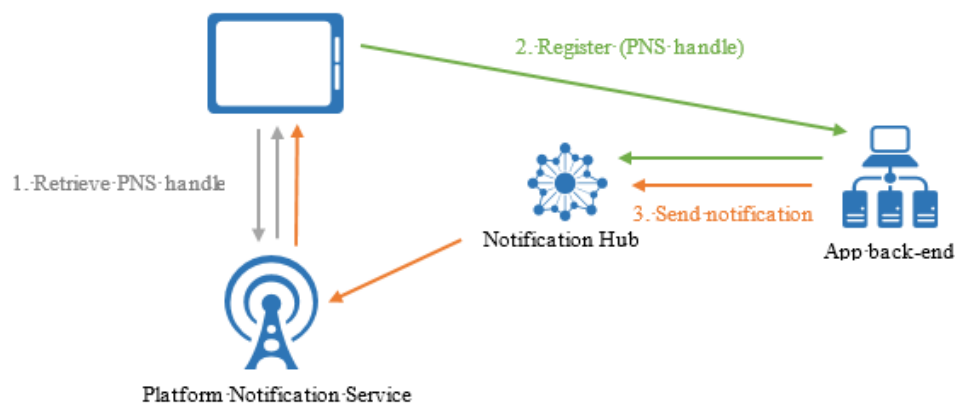 2. Register (PNS handle)
1. Retrieve PNS handle
3. Send notification
Notification Hub
App back-end
Platform Notification Service